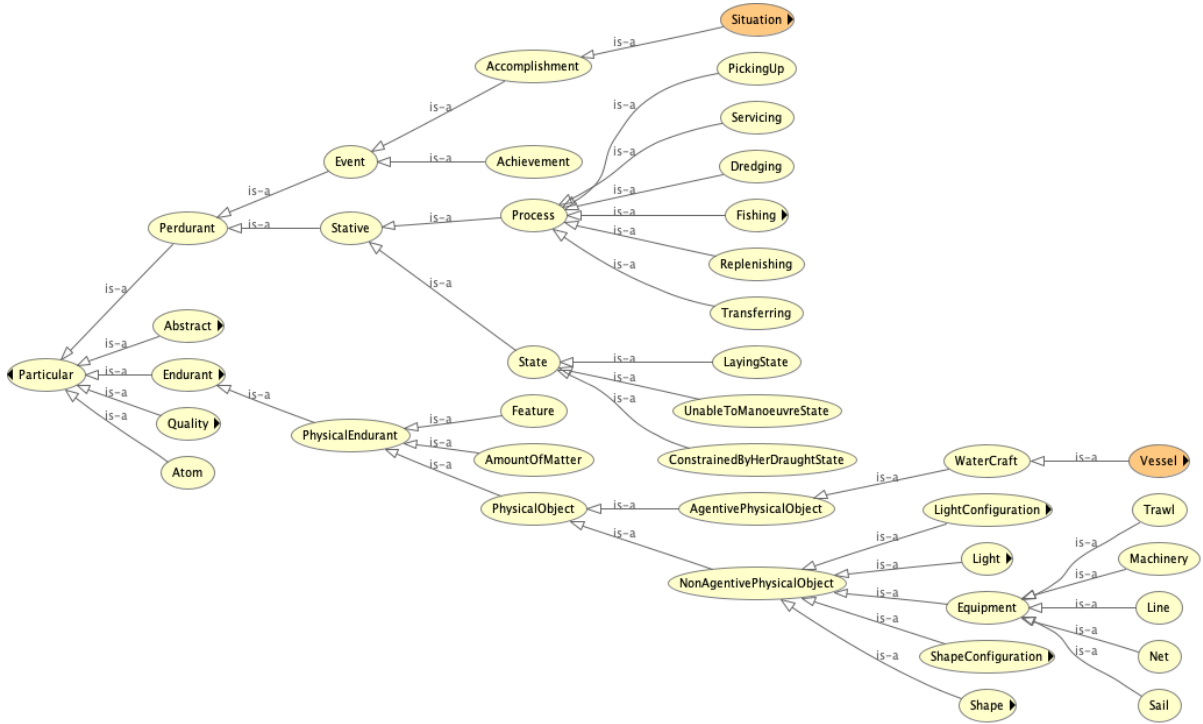 Situation
is-a
Accomplishment
PickingUp
is-a
is-a
Servicing
is-a
Event
is-a
Achievement
Dredging
is-a
is-a
Perdurant
is-a
Stative
is-a
Process
is-a
Fishing
is-a
Replenishing
is-a
is-a
Transferring
is-a
Abstract
is-a
State
is-a
LayingState
Particular
is-a
Endurant
is-a
is-a
UnableToManoeuvreState
is-a
Quality
is-a
PhysicalEndurant
is-a
Feature
is-a
ConstrainedByHerDraughtState
WaterCraft
is-a
Vessel
Atom
is-a
AmountOfMatter
is-a
is-a
PhysicalObject
is-a
AgentivePhysicalObject
LightConfiguration
Trawl
is-a
is-a
is-a
Light
is-a
Machinery
is-a
NonAgentivePhysicalObject
is-a
Equipment
is-a
Line
is-a
is-a
Net
ShapeConfiguration
is-a
is-a
Shape
Sail